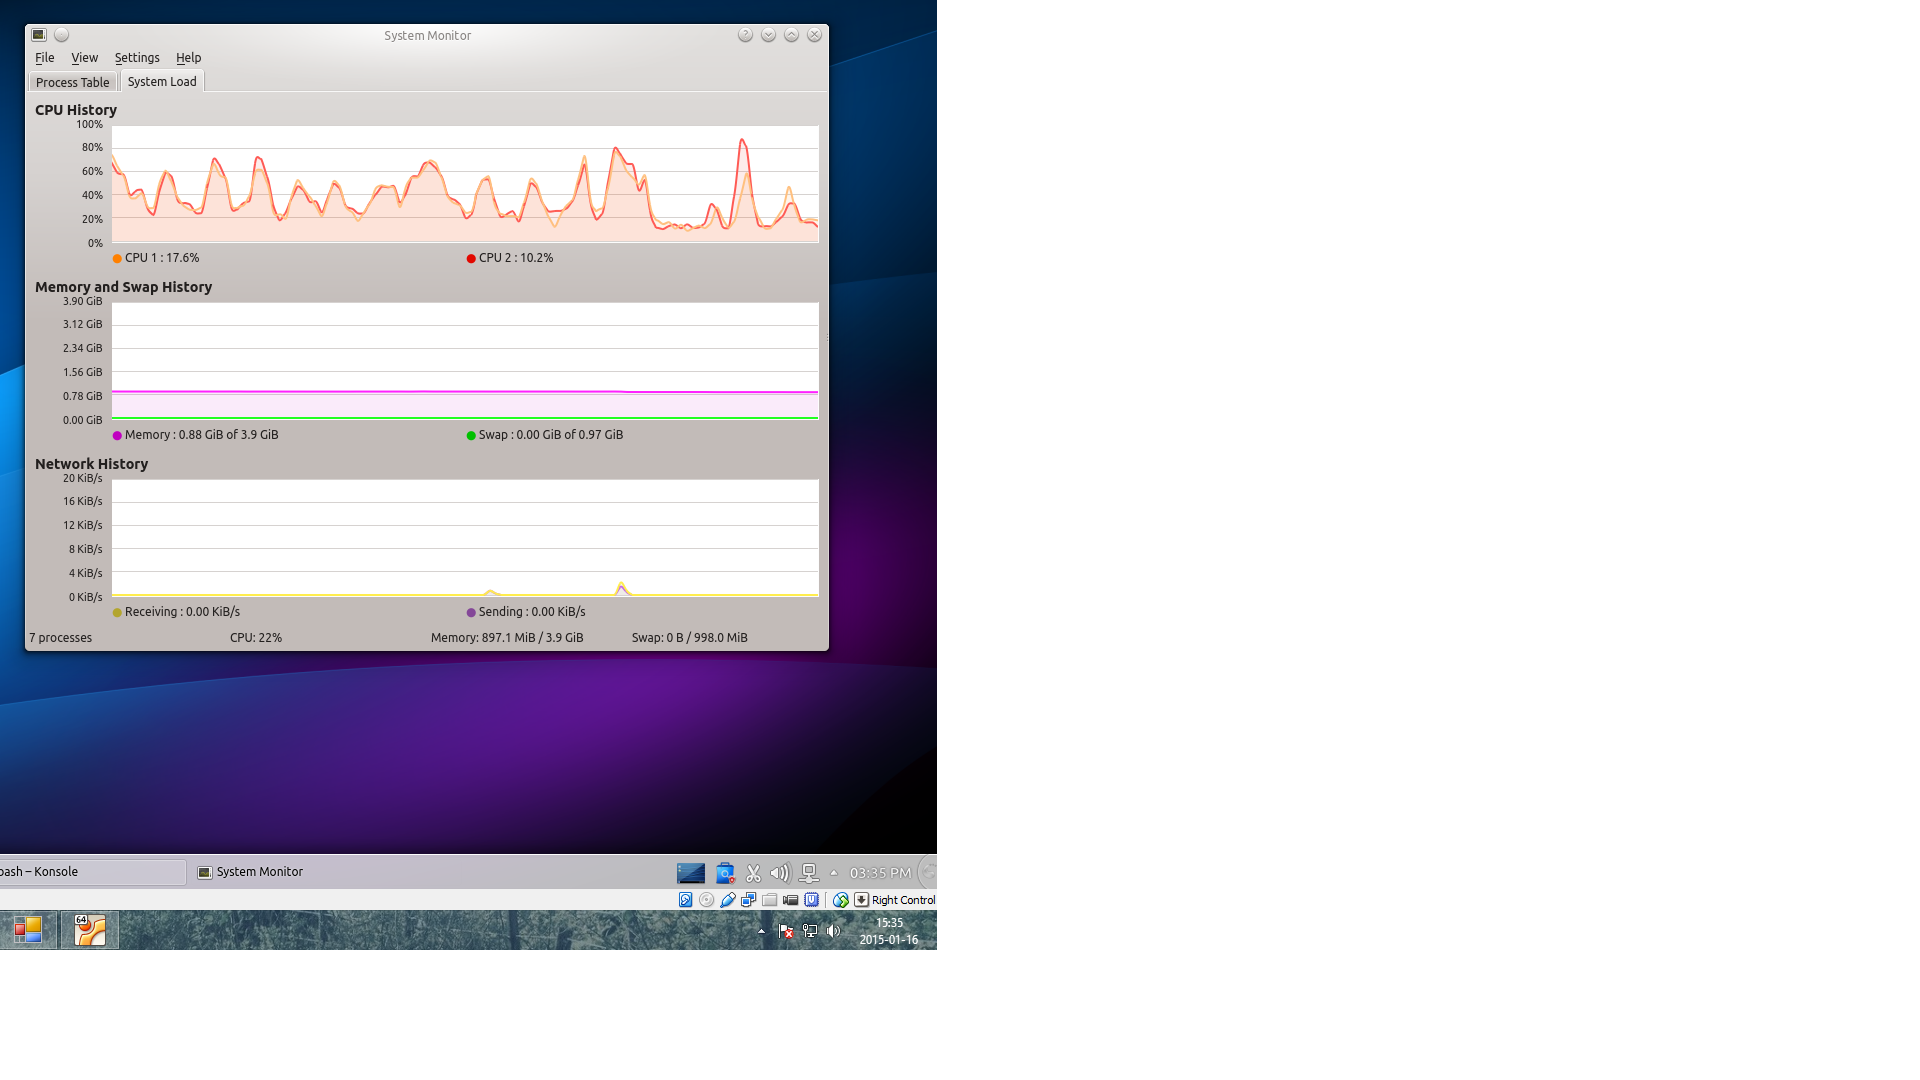 System Monitor
File View Settings Help
Process Table System Load
CPU History
100%
80%
60%
40%
20%
0%
CPU 1 : 17.6% CPU 2 : 10.2%
Memory and Swap History
3.90 GiB
3.12 GiB
2.34 GiB
1.56 GiB
0.78 GiB
0.00 GiB
Memory : 0.88 GiB of 3.9 GiB Swap : 0.00 GiB of 0.97 GiB
Network History
20 KiB/s
16 KiB/s
12 KiB/s
8 KiB/s
4 KiB/s
0 KiB/s
Receiving : 0.00 KiB/s Sending : 0.00 KiB/s
7 processes CPU: 22% Memory: 897.1 MiB / 3.9 GiB Swap: 0 B / 998.0 MiB
bash – Konsole System Monitor 03:35 PM
Right Control
64 15:35
2015-01-16